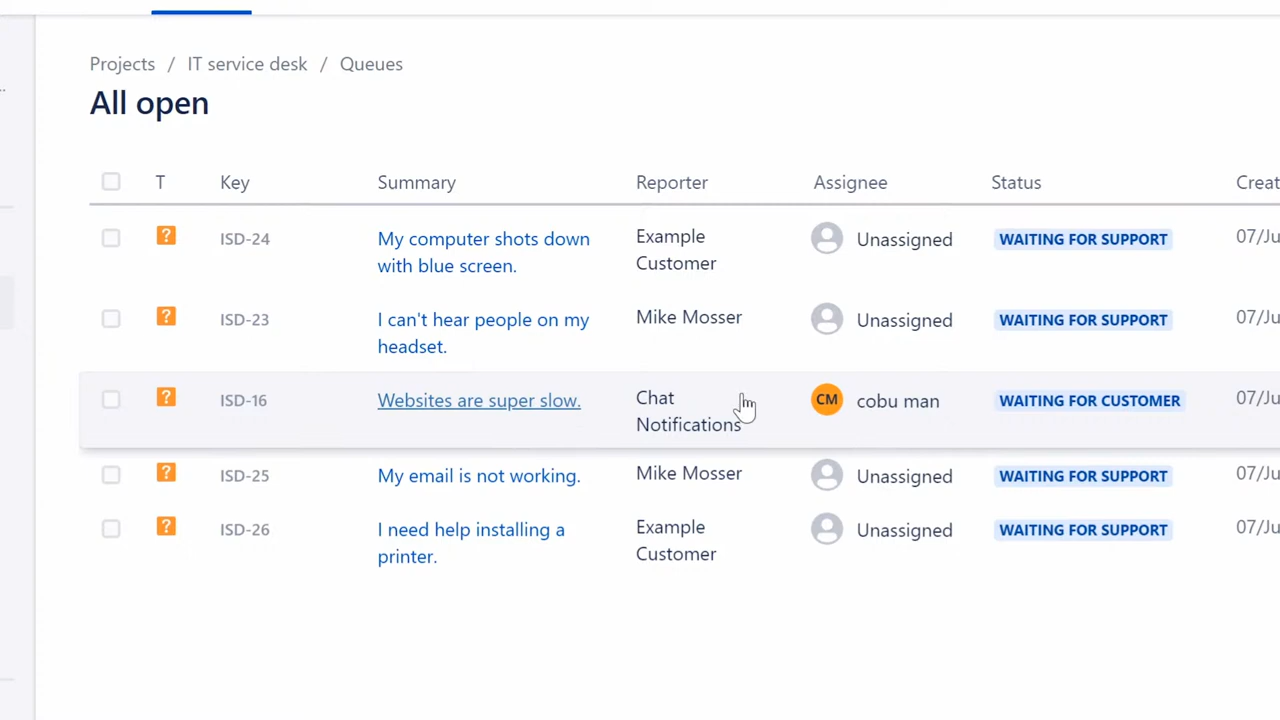 Projects / IT service desk / Queues
All open
T Key Summary Reporter Assignee Status Creat
? ISD-24 My computer shots down Example Unassigned WAITING FOR SUPPORT 07/Ju
with blue screen. Customer
? ISD-23 I can't hear people on my Mike Mosser Unassigned WAITING FOR SUPPORT 07/Ju
headset.
? ISD-16 Websites are super slow. Chat CM cobu man WAITING FOR CUSTOMER 07/Ju
Notifications
? ISD-25 My email is not working. Mike Mosser Unassigned WAITING FOR SUPPORT 07/Ju
? ISD-26 I need help installing a Example Unassigned WAITING FOR SUPPORT 07/Ju
printer. Customer